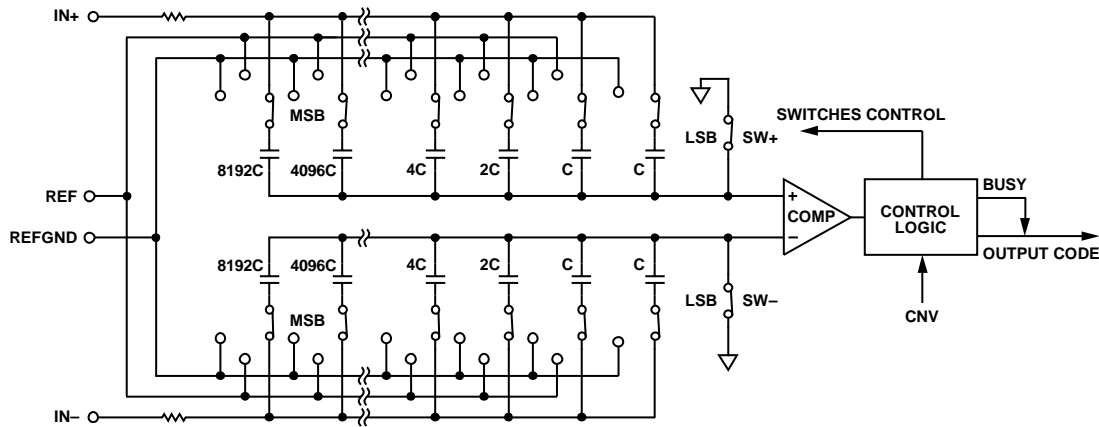 IN+
MSB
SWITCHES CONTROL
LSB SW+
8192C 4096C 4C 2C C C
REF
BUSY
+
COMP
−
CONTROL
LOGIC
REFGND
OUTPUT CODE
8192C 4096C 4C 2C C C
LSB SW−
MSB
CNV
IN−